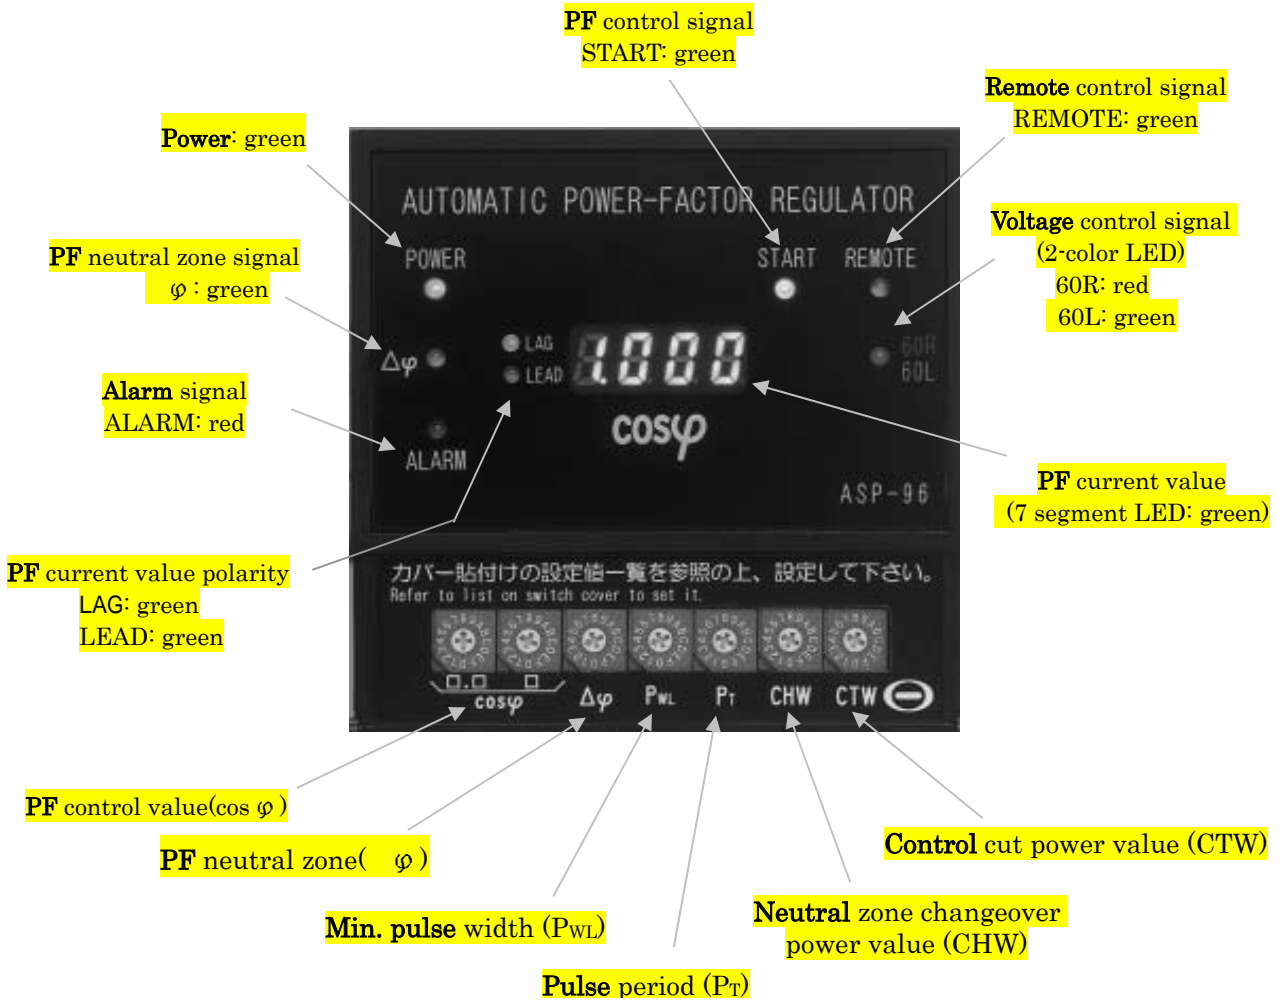 PF control signal
START: green
Remote control signal
REMOTE: green
Power: green
AUTOMATIC POWER-FACTOR REGULATOR
Voltage control signal
(2-color LED)
60R: red
60L: green
PF neutral zone signal
φ : green
POWER
START
REMOTE
Δφ
LAG
LEAD
1.000
60R
60L
Alarm signal
ALARM: red
cosφ
ALARM
ASP-96
PF current value
(7 segment LED: green)
PF current value polarity
LAG: green
LEAD: green
カバー貼付けの設定値一覧を参照の上、設定して下さい。
Refer to list on switch cover to set it.
□.□ □
cosφ
Δφ
PWL
PT
CHW
CTW
PF control value(cos φ )
PF neutral zone( φ )
Control cut power value (CTW)
Min. pulse width (PWL)
Neutral zone changeover
power value (CHW)
Pulse period (PT)